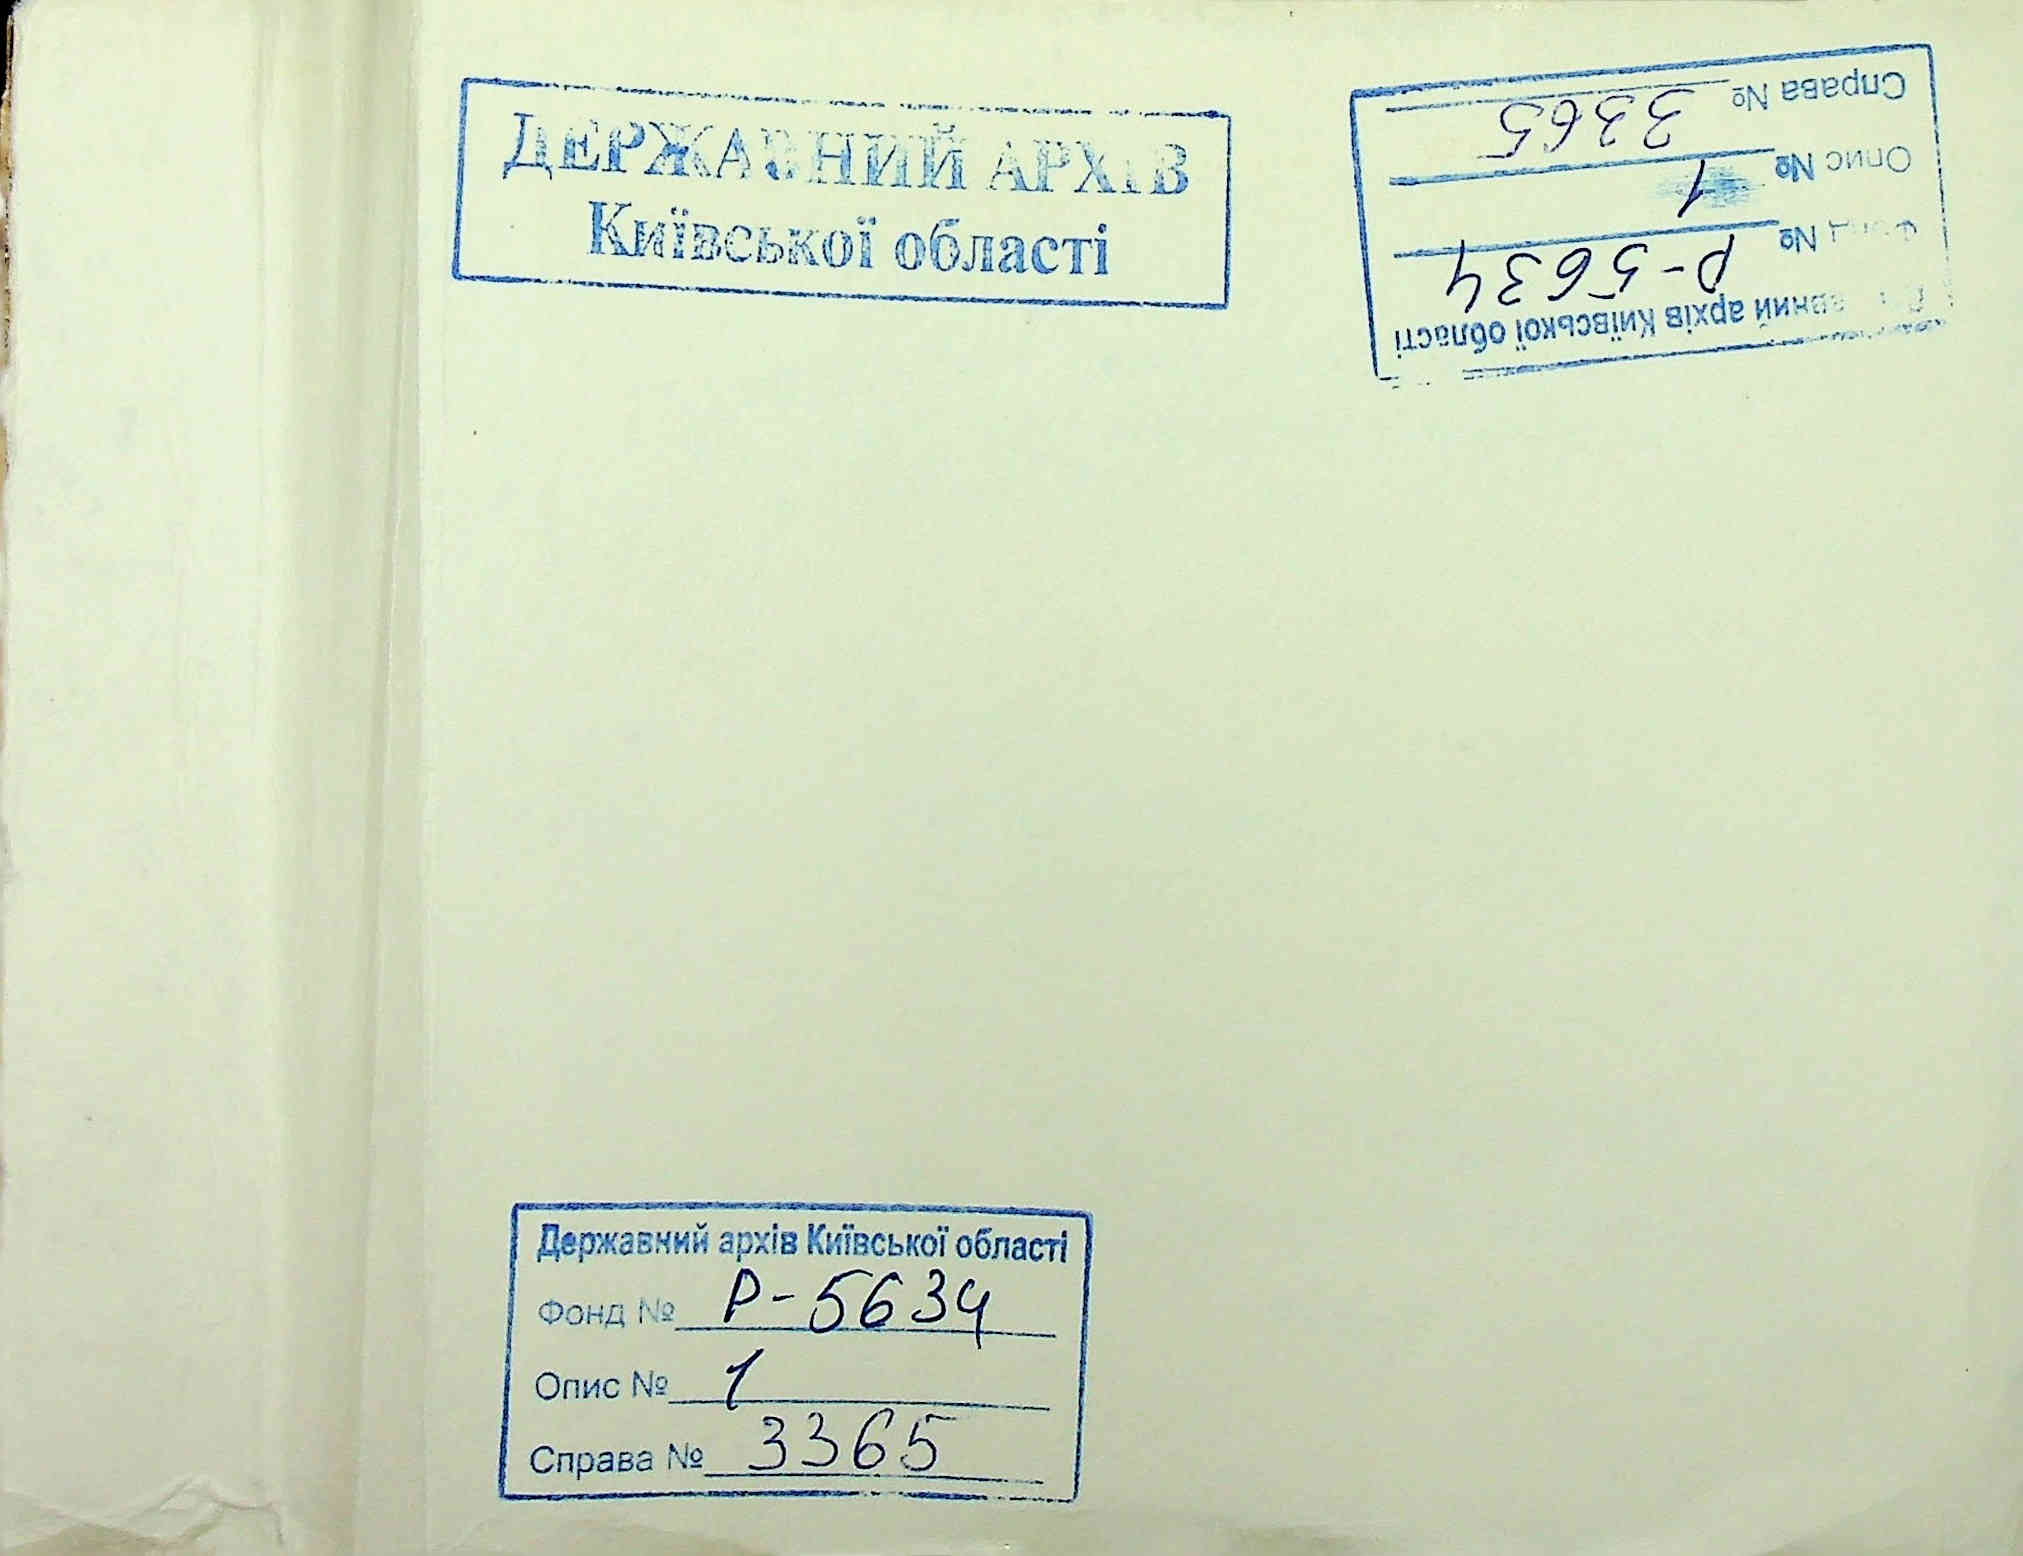 ДЕРЖАВНИЙ АРХІВ
Київської області
Державний архів Київської області
Фонд № Р-5634
Опис № 1
Справа № 3365
Державний архів Київської області
Фонд № Р-5634
Опис № 1
Справа № 3365